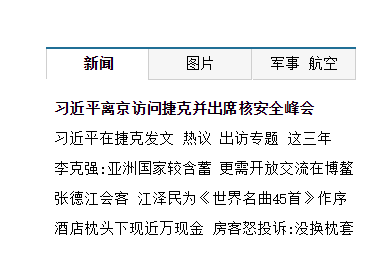 新闻 图片 军事 航空
习近平离京访问捷克并出席核安全峰会
习近平在捷克发文 热议 出访专题 这三年
李克强:亚洲国家较含蓄 更需开放交流在博鳌
张德江会客 江泽民为《世界名曲45首》作序
酒店枕头下现近万现金 房客怒投诉:没换枕套